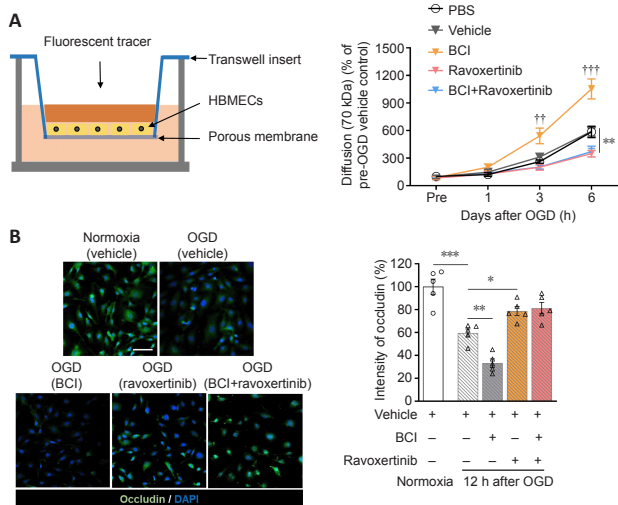 A
Fluorescent tracer
Transwell insert
HBMECs
Porous membrane
Diffusion (70 kDa) (% of
pre-OGD vehicle control)
1500
1200
900
600
300
0
Pre
1
3
6
Days after OGD (h)
PBS
Vehicle
BCI
Ravoxertinib
BCI+Ravoxertinib
††
†††
**
B
Normoxia
(vehicle)
OGD
(vehicle)
OGD
(BCI)
OGD
(ravoxertinib)
OGD
(BCI+ravoxertinib)
Occludin / DAPI
Intensity of occludin (%)
120
100
80
60
40
20
0
***
**
*
Vehicle + + + + +
BCI – – + – +
Ravoxertinib – – – + +
Normoxia 12 h after OGD